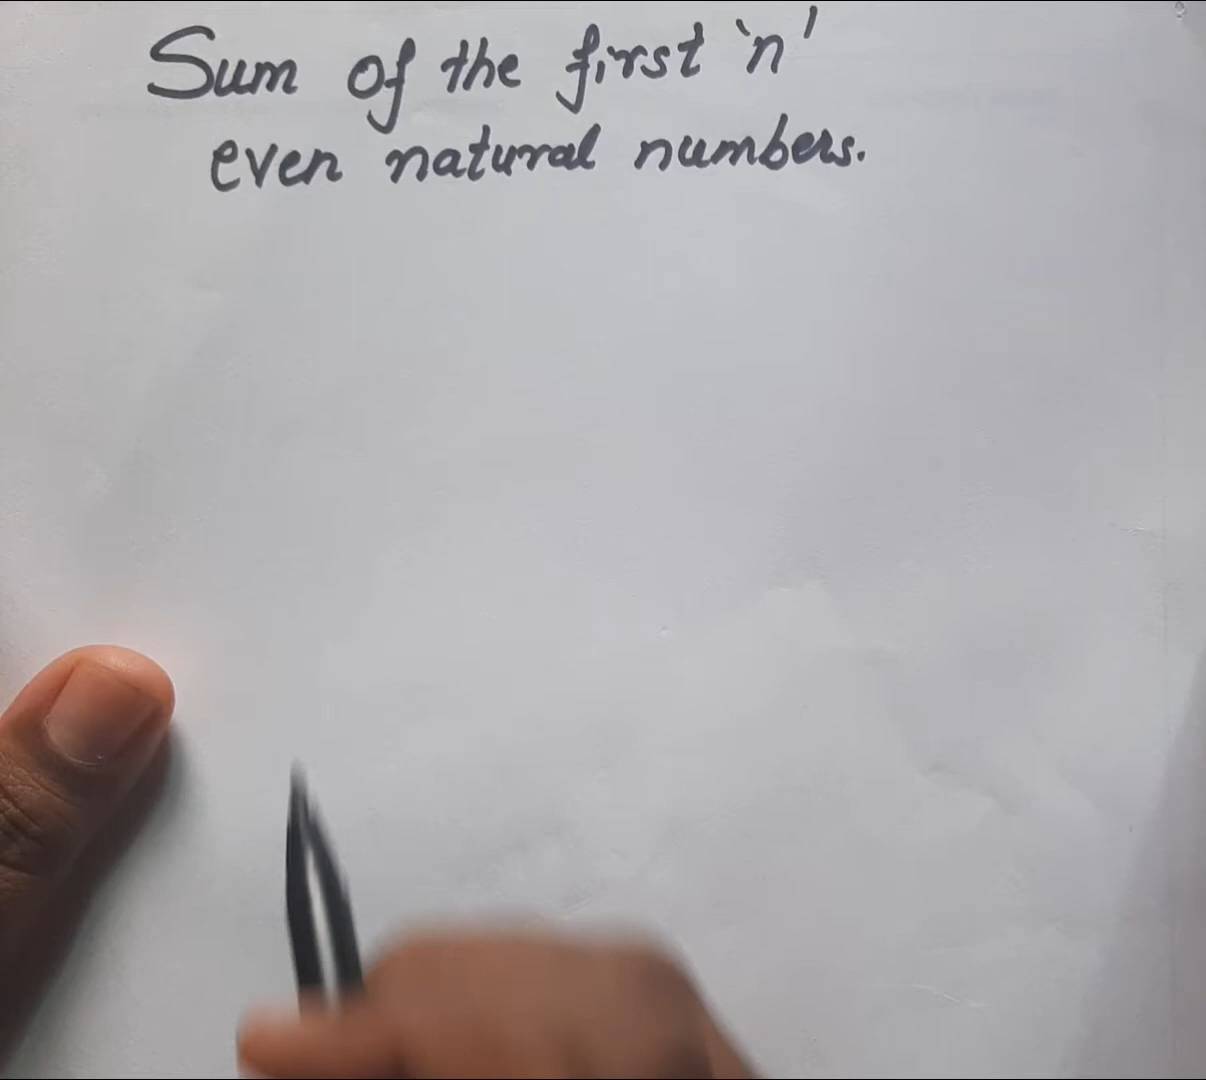 Sum of the first 'n'
even natural numbers.